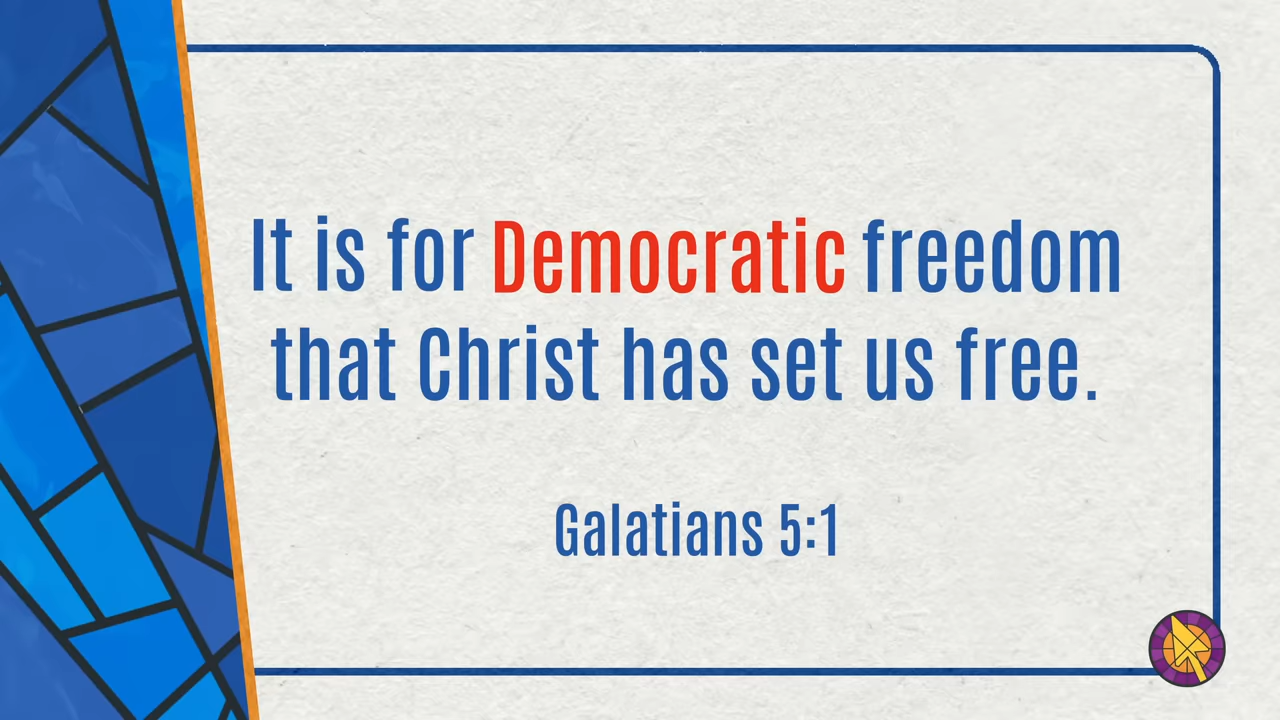 It is for Democratic freedom
that Christ has set us free.
Galatians 5:1